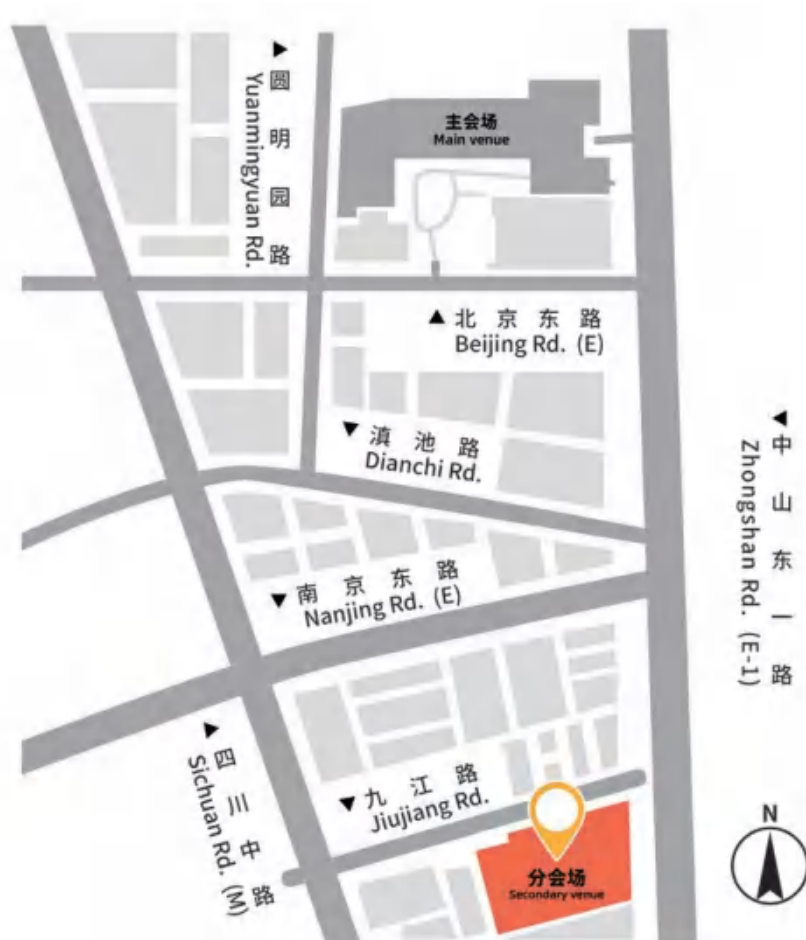 圆明园路
Yuanmingyuan Rd.
主会场
Main venue
北京东路
Beijing Rd. (E)
滇池路
Dianchi Rd.
中山东一路
Zhongshan Rd. (E-1)
南京东路
Nanjing Rd. (E)
四川中路
Sichuan Rd. (M)
九江路
Jiujiang Rd.
N
分会场
Secondary venue